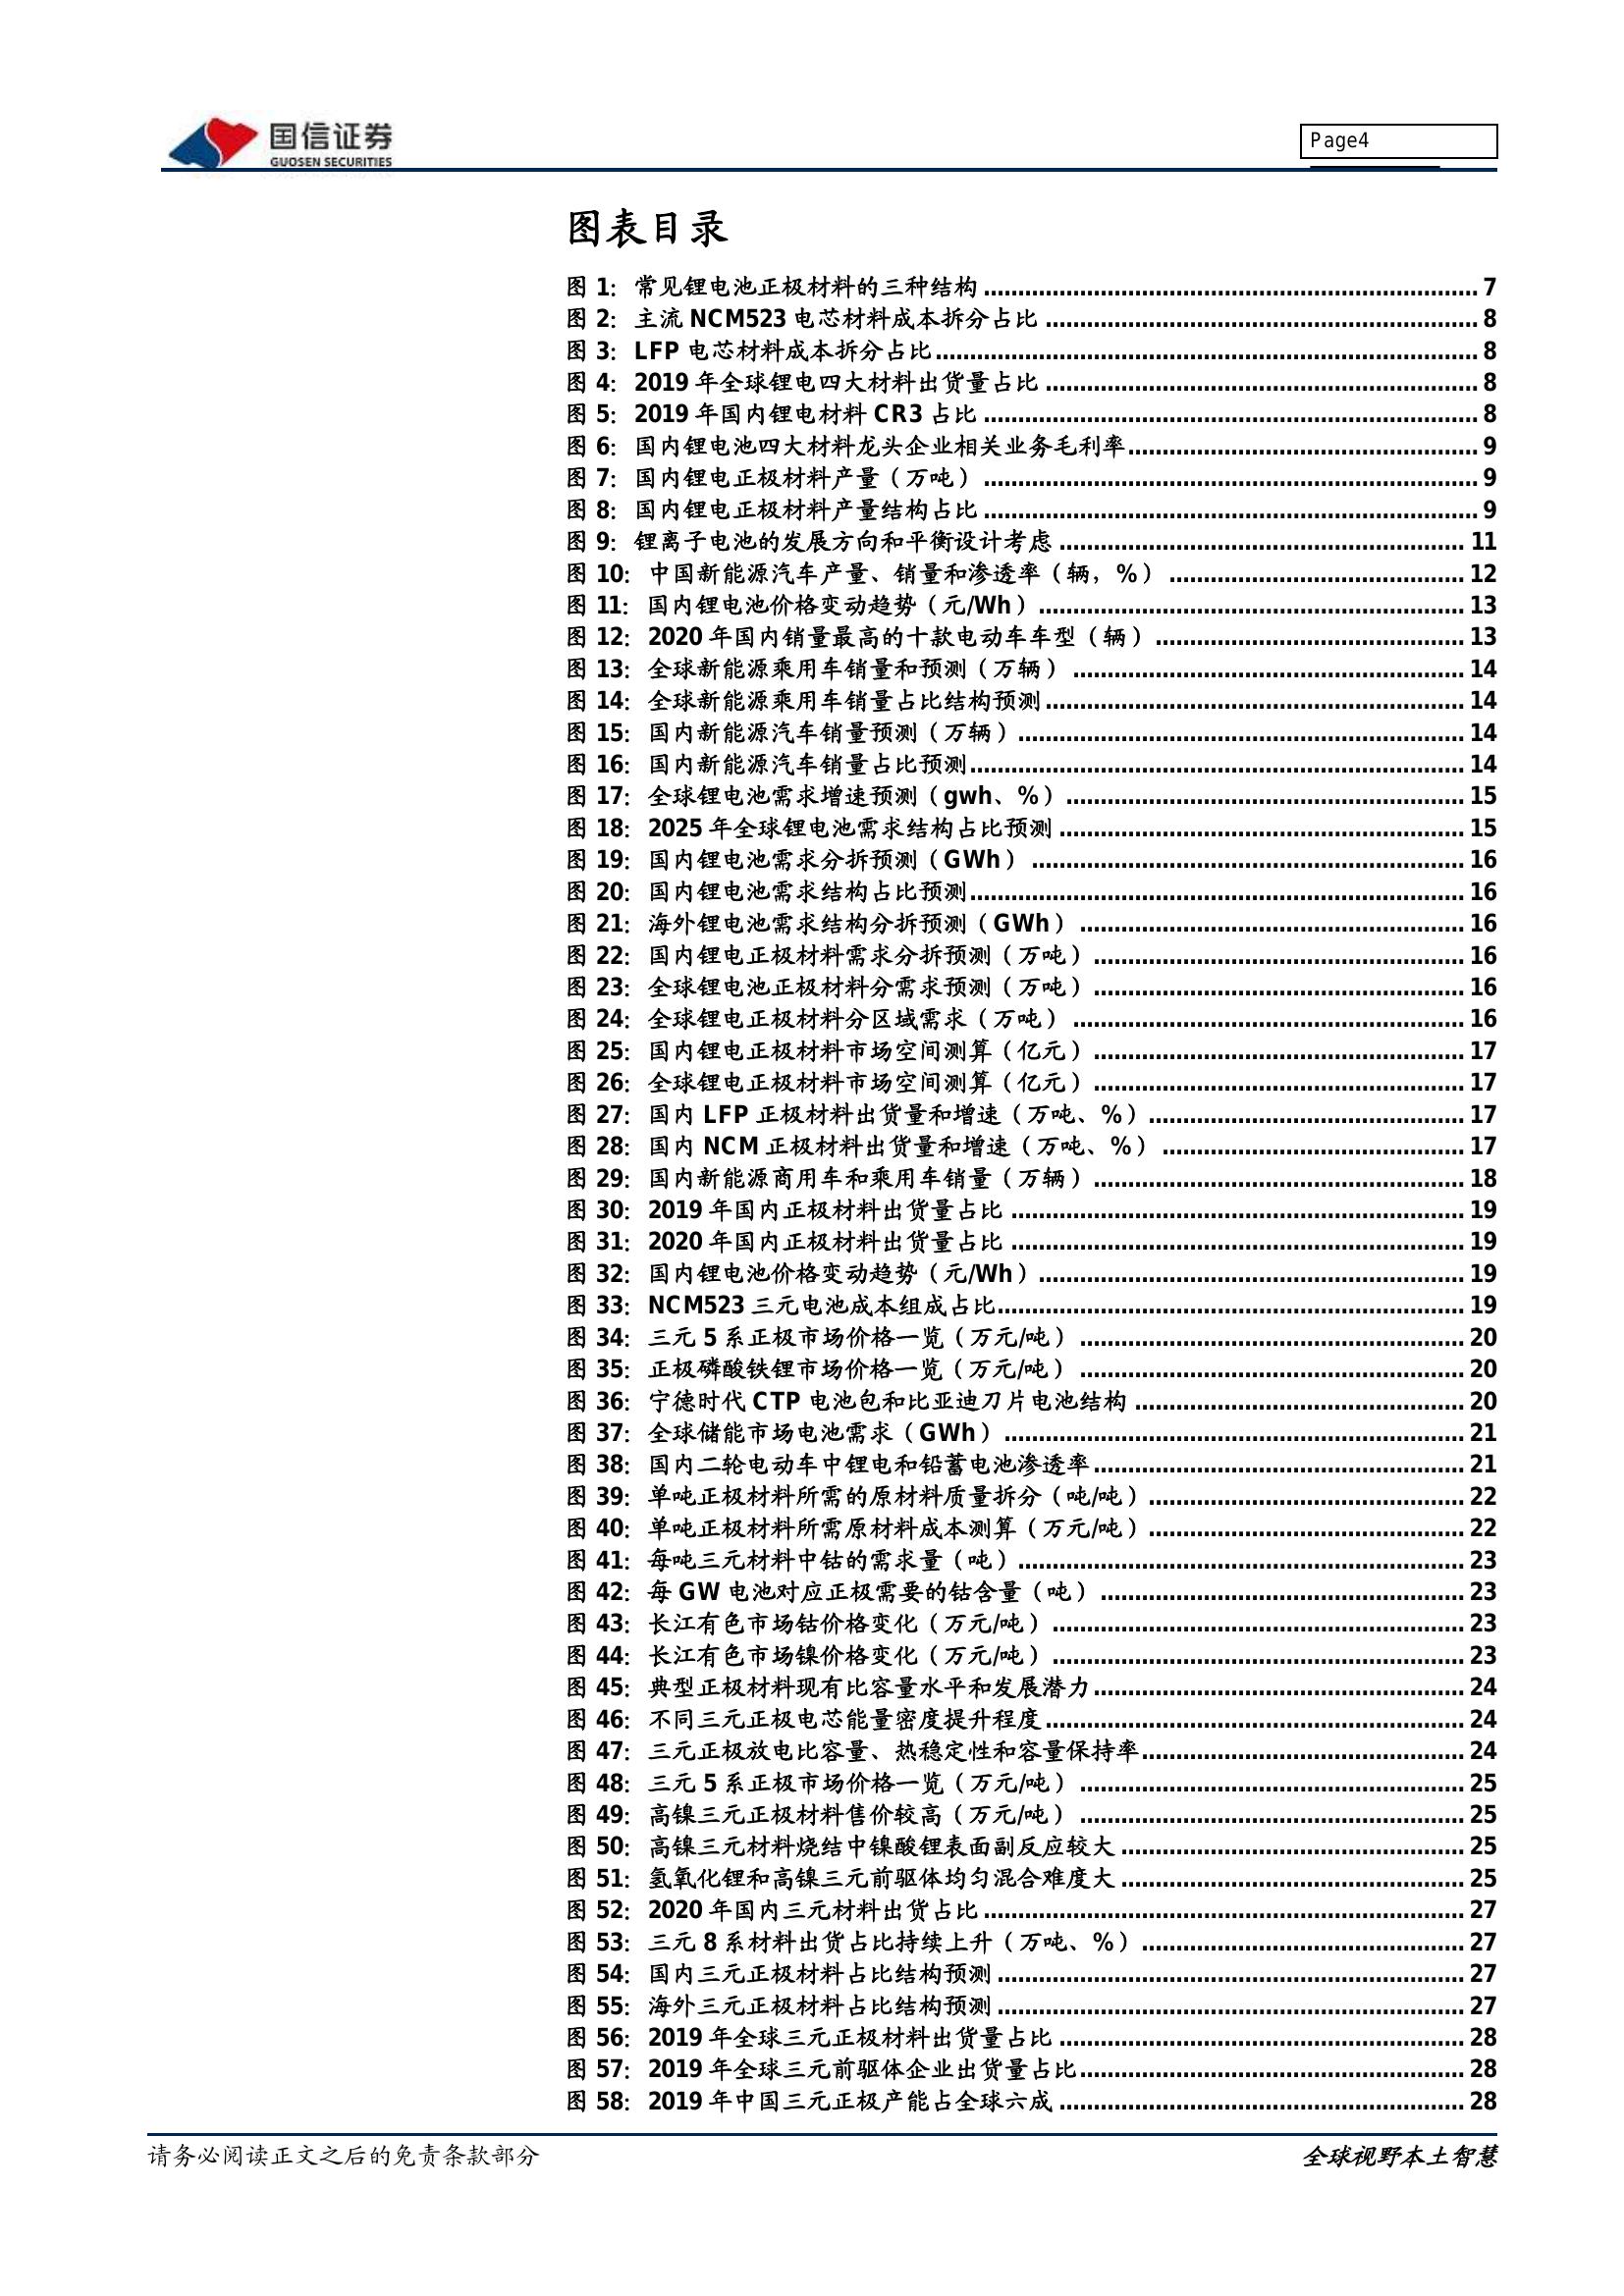 国信证券
GUOSEN SECURITIES
Page4
图表目录
图 1: 常见锂电池正极材料的三种结构 ........ 7
图 2: 主流 NCM523 电芯材料成本拆分占比 ........ 8
图 3: LFP 电芯材料成本拆分占比 ........ 8
图 4: 2019 年全球锂电四大材料出货量占比 ........ 8
图 5: 2019 年国内锂电材料 CR3 占比 ........ 8
图 6: 国内锂电池四大材料龙头企业相关业务毛利率 ........ 9
图 7: 国内锂电正极材料产量（万吨） ........ 9
图 8: 国内锂电正极材料产量结构占比 ........ 9
图 9: 锂离子电池的发展方向和平衡设计考虑 ........ 11
图 10: 中国新能源汽车产量、销量和渗透率（辆，%） ........ 12
图 11: 国内锂电池价格变动趋势（元/Wh） ........ 13
图 12: 2020 年国内销量最高的十款电动车车型（辆） ........ 13
图 13: 全球新能源乘用车销量和预测（万辆） ........ 14
图 14: 全球新能源乘用车销量占比结构预测 ........ 14
图 15: 国内新能源汽车销量预测（万辆） ........ 14
图 16: 国内新能源汽车销量占比预测 ........ 14
图 17: 全球锂电池需求增速预测（gwh、%） ........ 15
图 18: 2025 年全球锂电池需求结构占比预测 ........ 15
图 19: 国内锂电池需求分拆预测（GWh） ........ 16
图 20: 国内锂电池需求结构占比预测 ........ 16
图 21: 海外锂电池需求结构分拆预测（GWh） ........ 16
图 22: 国内锂电正极材料需求分拆预测（万吨） ........ 16
图 23: 全球锂电池正极材料分需求预测（万吨） ........ 16
图 24: 全球锂电正极材料分区域需求（万吨） ........ 16
图 25: 国内锂电正极材料市场空间测算（亿元） ........ 17
图 26: 全球锂电正极材料市场空间测算（亿元） ........ 17
图 27: 国内 LFP 正极材料出货量和增速（万吨、%） ........ 17
图 28: 国内 NCM 正极材料出货量和增速（万吨、%） ........ 17
图 29: 国内新能源商用车和乘用车销量（万辆） ........ 18
图 30: 2019 年国内正极材料出货量占比 ........ 19
图 31: 2020 年国内正极材料出货量占比 ........ 19
图 32: 国内锂电池价格变动趋势（元/Wh） ........ 19
图 33: NCM523 三元电池成本组成占比 ........ 19
图 34: 三元 5 系正极市场价格一览（万元/吨） ........ 20
图 35: 正极磷酸铁锂市场价格一览（万元/吨） ........ 20
图 36: 宁德时代 CTP 电池包和比亚迪刀片电池结构 ........ 20
图 37: 全球储能市场电池需求（GWh） ........ 21
图 38: 国内二轮电动车中锂电和铅蓄电池渗透率 ........ 21
图 39: 单吨正极材料所需的原材料质量拆分（吨/吨） ........ 22
图 40: 单吨正极材料所需原材料成本测算（万元/吨） ........ 22
图 41: 每吨三元材料中钴的需求量（吨） ........ 23
图 42: 每 GW 电池对应正极需要的钴含量（吨） ........ 23
图 43: 长江有色市场钴价格变化（万元/吨） ........ 23
图 44: 长江有色市场镍价格变化（万元/吨） ........ 23
图 45: 典型正极材料现有比容量水平和发展潜力 ........ 24
图 46: 不同三元正极电芯能量密度提升程度 ........ 24
图 47: 三元正极放电比容量、热稳定性和容量保持率 ........ 24
图 48: 三元 5 系正极市场价格一览（万元/吨） ........ 25
图 49: 高镍三元正极材料售价较高（万元/吨） ........ 25
图 50: 高镍三元材料烧结中镍酸锂表面副反应较大 ........ 25
图 51: 氢氧化锂和高镍三元前驱体均匀混合难度大 ........ 25
图 52: 2020 年国内三元材料出货占比 ........ 27
图 53: 三元 8 系材料出货占比持续上升（万吨、%） ........ 27
图 54: 国内三元正极材料占比结构预测 ........ 27
图 55: 海外三元正极材料占比结构预测 ........ 27
图 56: 2019 年全球三元正极材料出货量占比 ........ 28
图 57: 2019 年全球三元前驱体企业出货量占比 ........ 28
图 58: 2019 年中国三元正极产能占全球六成 ........ 28
请务必阅读正文之后的免责条款部分
全球视野本土智慧